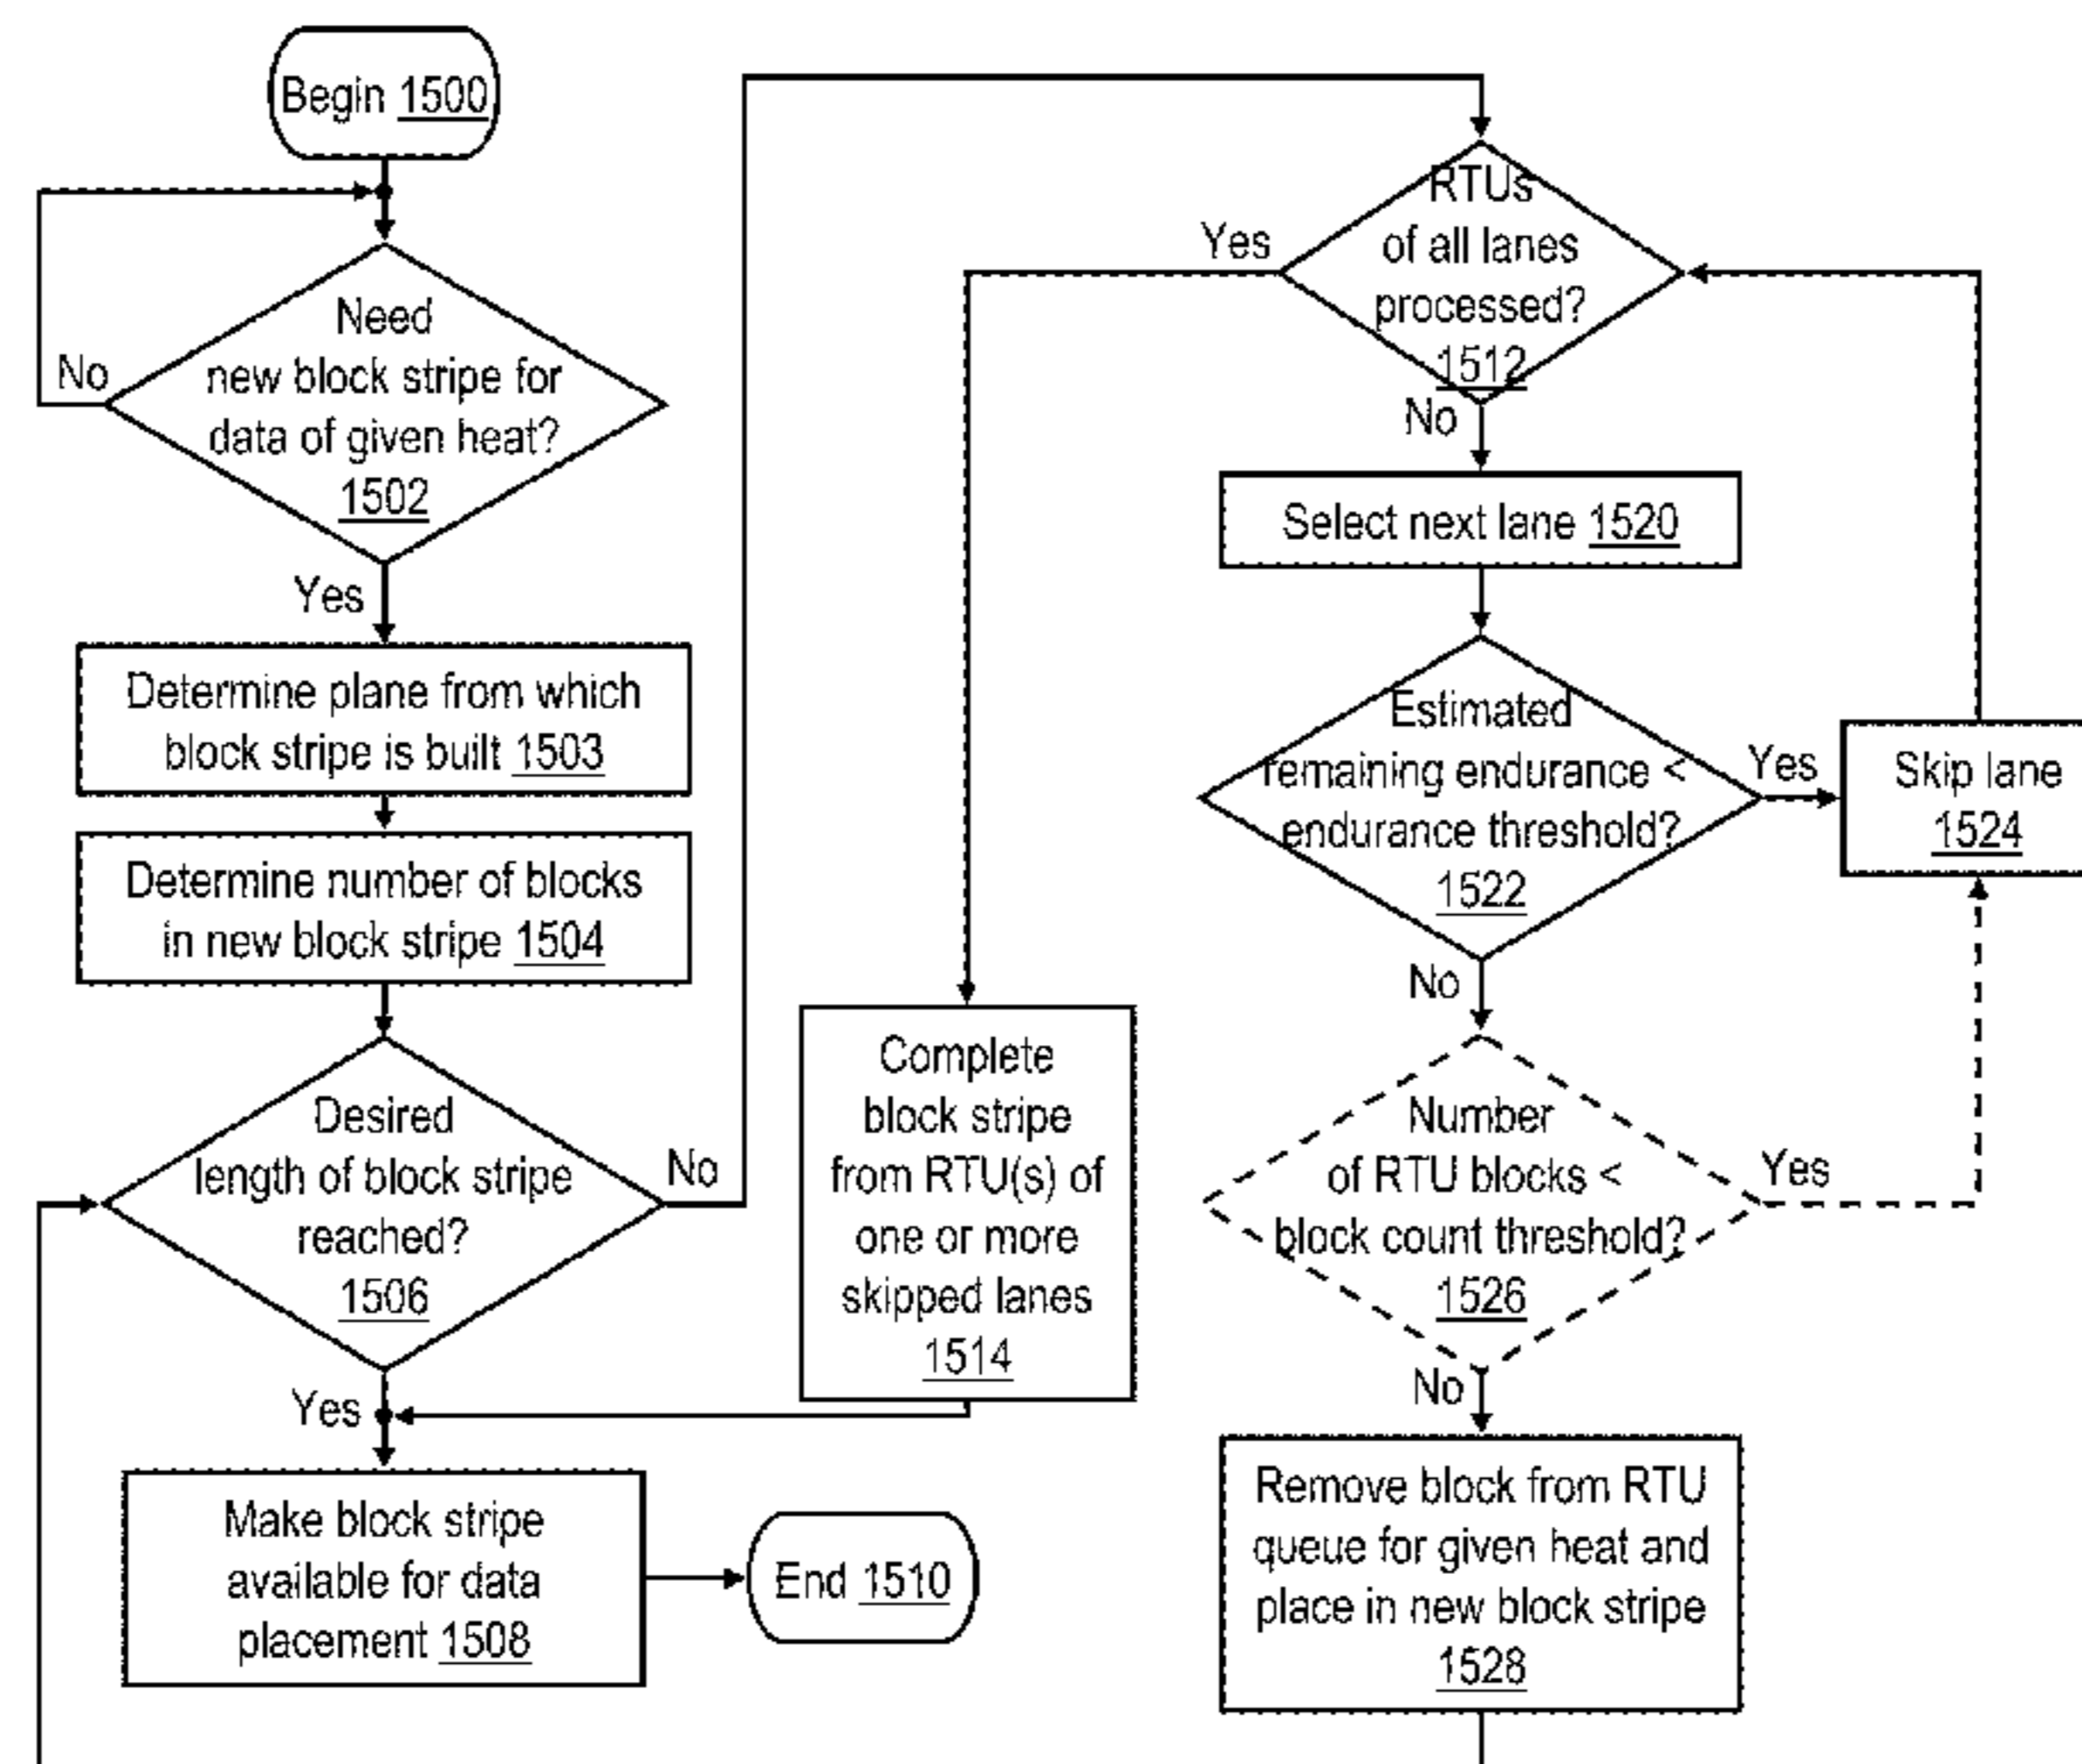 Begin 1500
Need
new block stripe for
data of given heat?
1502
No
Yes
Determine plane from which
block stripe is built 1503
Determine number of blocks
in new block stripe 1504
Desired
length of block stripe
reached?
1506
No
Yes
Make block stripe
available for data
placement 1508
End 1510
RTUs
of all lanes
processed?
1512
Yes
No
Complete
block stripe
from RTU(s) of
one or more
skipped lanes
1514
Select next lane 1520
Estimated
remaining endurance <
endurance threshold?
1522
Yes
Skip lane
1524
No
Number
of RTU blocks <
block count threshold?
1526
Yes
No
Remove block from RTU
queue for given heat and
place in new block stripe
1528